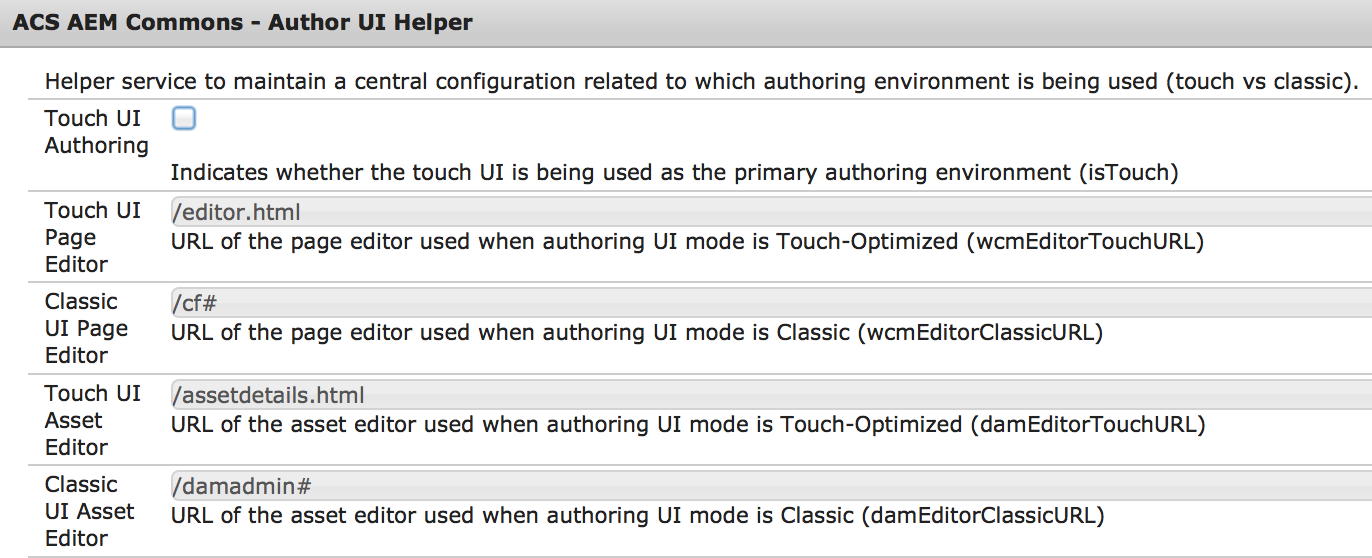 ACS AEM Commons - Author UI Helper
Helper service to maintain a central configuration related to which authoring environment is being used (touch vs classic).
Touch UI
Authoring
Indicates whether the touch UI is being used as the primary authoring environment (isTouch)
Touch UI
Page
Editor
/editor.html
URL of the page editor used when authoring UI mode is Touch-Optimized (wcmEditorTouchURL)
Classic
UI Page
Editor
/cf#
URL of the page editor used when authoring UI mode is Classic (wcmEditorClassicURL)
Touch UI
Asset
Editor
/assetdetails.html
URL of the asset editor used when authoring UI mode is Touch-Optimized (damEditorTouchURL)
Classic
UI Asset
Editor
/damadmin#
URL of the asset editor used when authoring UI mode is Classic (damEditorClassicURL)